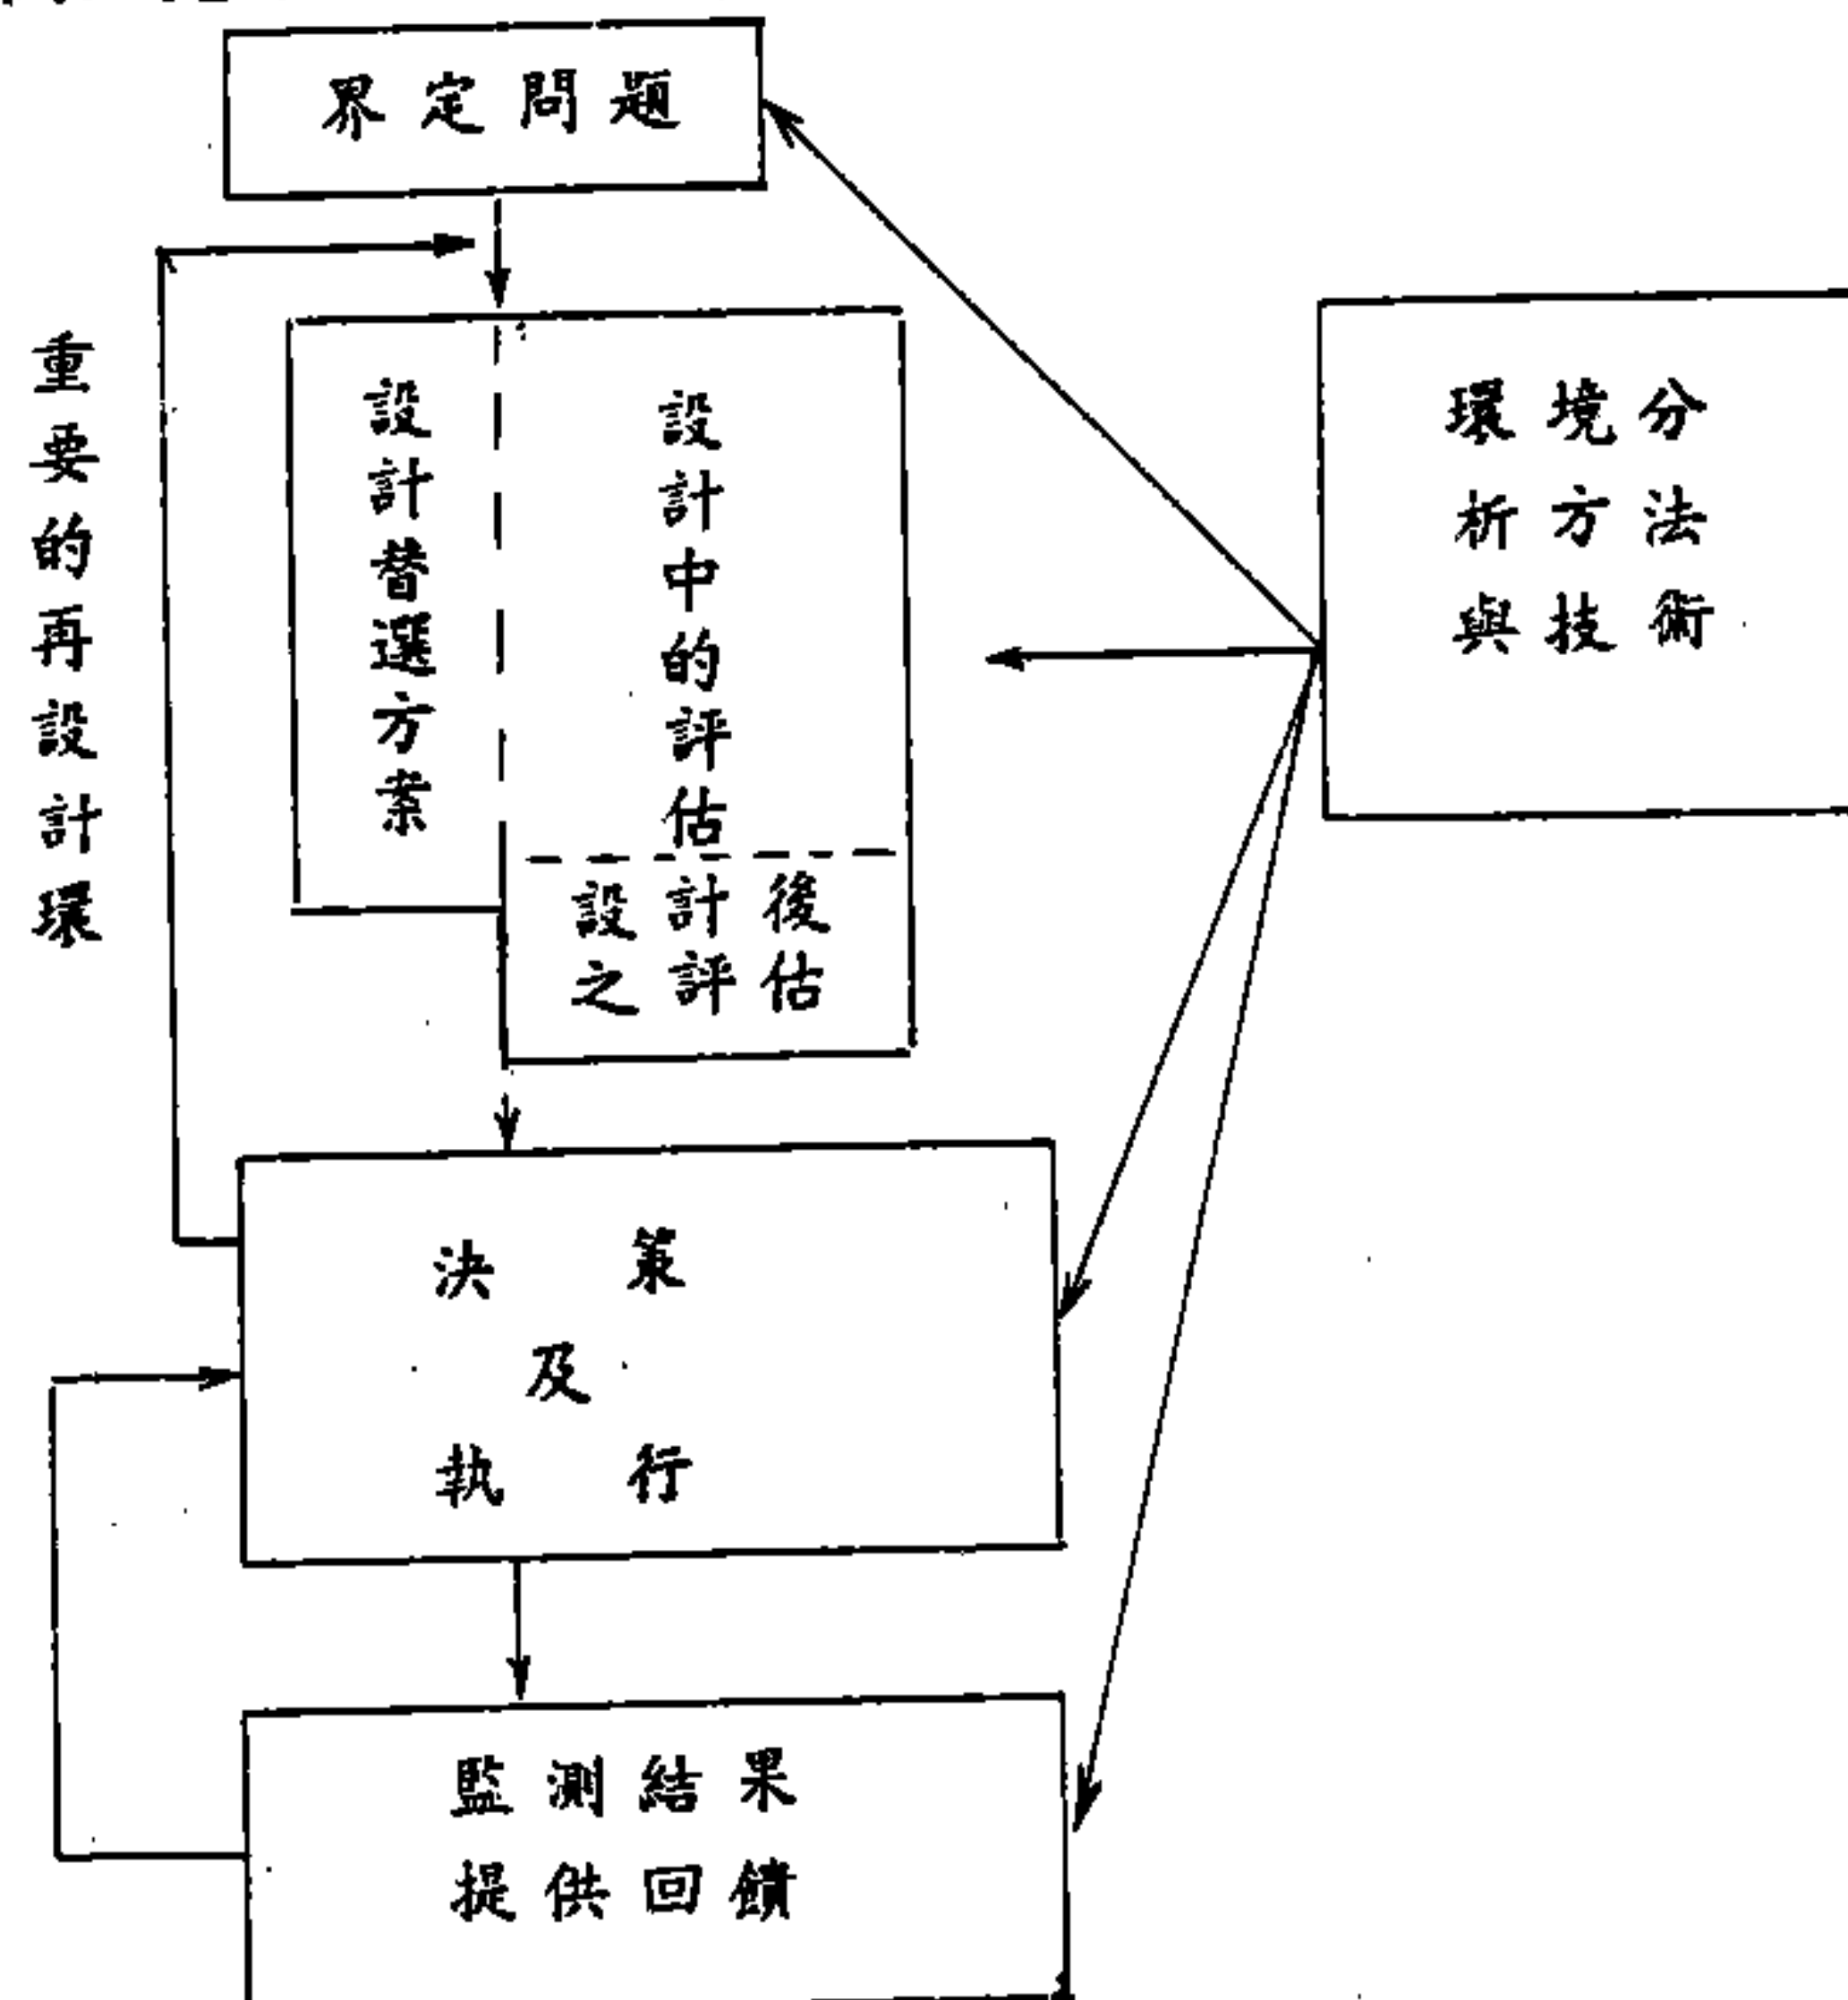 界定問題
重要的再設計環
設計替選方案
設計中的評估
設計後
之評估
環境分
析方法
與技術
決策
及
執行
監測結果
提供回饋